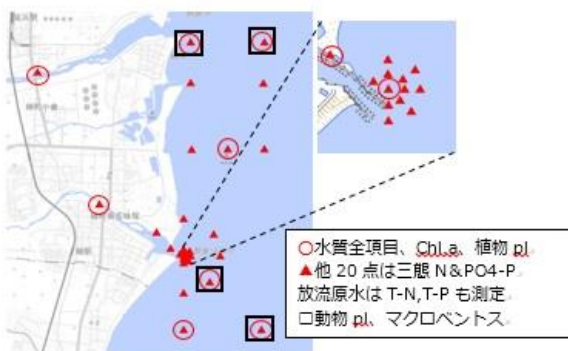 ○水質全項目、Chl.a、植物 pl
▲他 20 点は三態 N&PO4-P
放流原水は T-N,T-P も測定
□動物 pl、マクロベントス